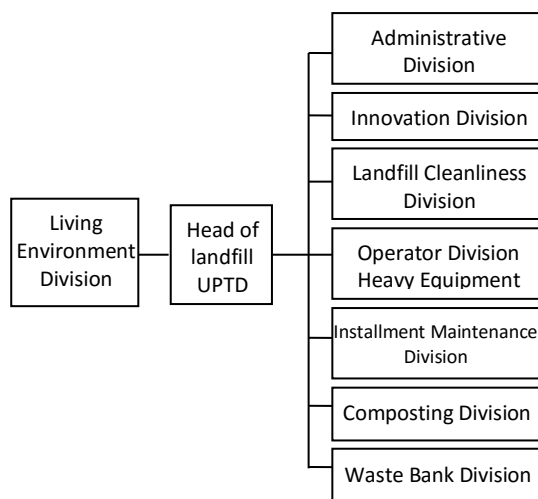 Living
Environment
Division
Head of
landfill
UPTD
Administrative
Division
Innovation Division
Landfill Cleanliness
Division
Operator Division
Heavy Equipment
Installment Maintenance
Division
Composting Division
Waste Bank Division